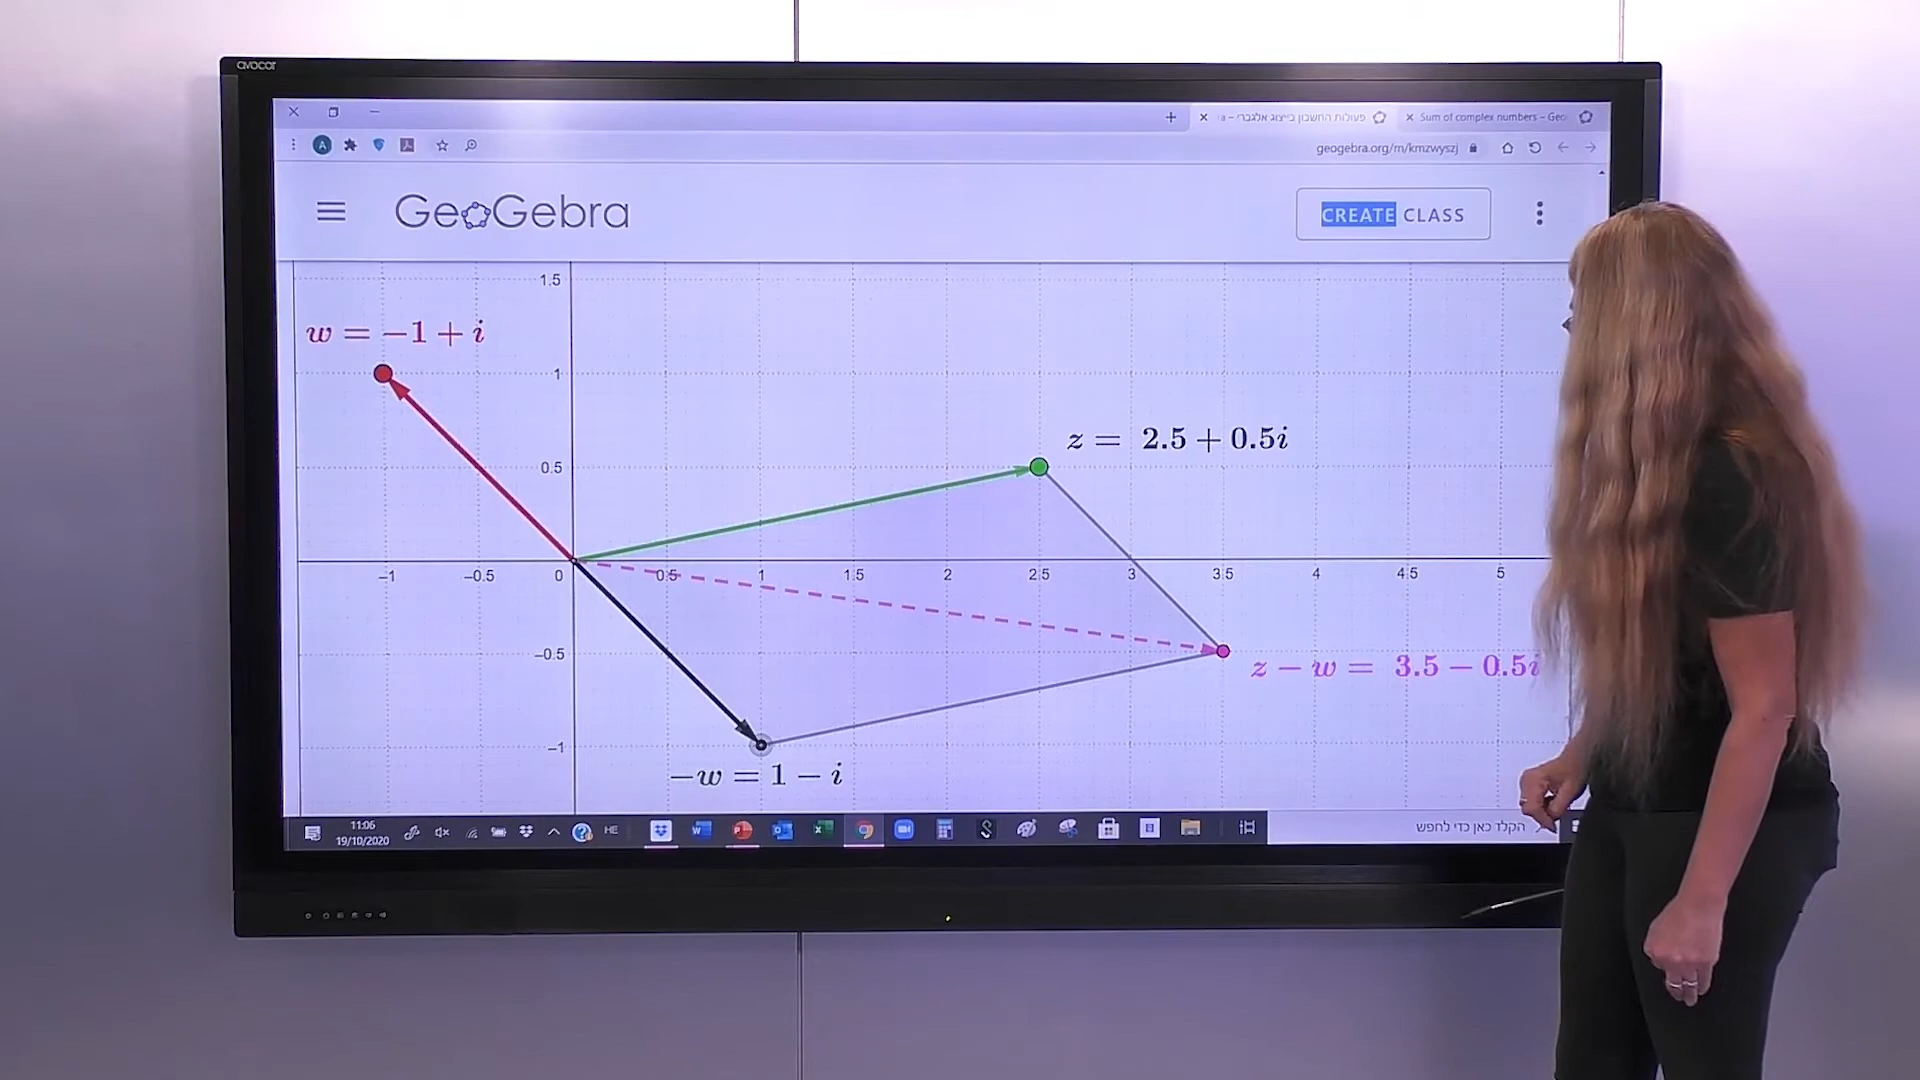 avocor
פעולות החשבון בייצוג אלגברי – a
Sum of complex numbers – Geo
A
geogebra.org/m/kmzwyszj
GeoGebra
CREATE CLASS
1.5
w = −1 + i
1
z = 2.5 + 0.5i
0.5
−1 −0.5 0 0.5 1 1.5 2 2.5 3 3.5 4 4.5 5
−0.5
z − w = 3.5 − 0.5i
−1
−w = 1 − i
11:06
19/10/2020
HE
הקלד כאן כדי לחפש